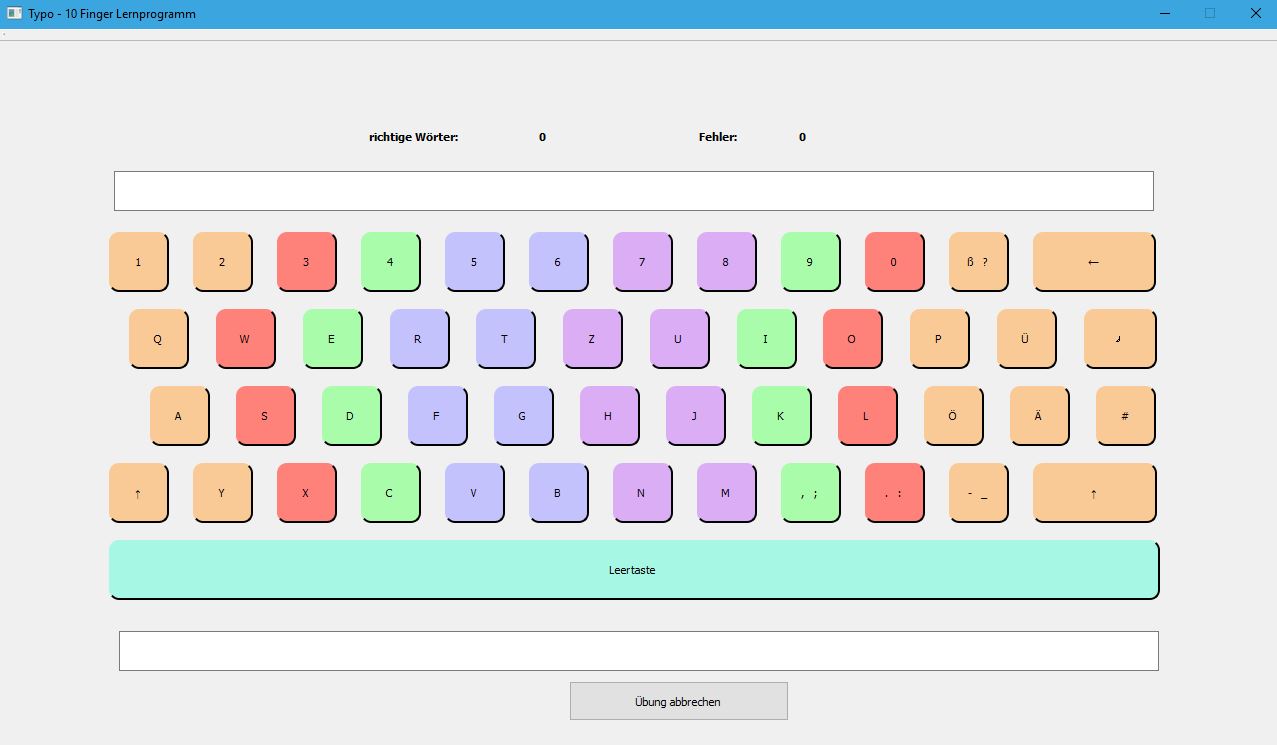 Typo - 10 Finger Lernprogramm
richtige Wörter: 0 Fehler: 0
1 2 3 4 5 6 7 8 9 0 ß ? ←
Q W E R T Z U I O P Ü ↲
A S D F G H J K L Ö Ä #
↑ Y X C V B N M , ; . : - _ ↑
Leertaste
Übung abbrechen